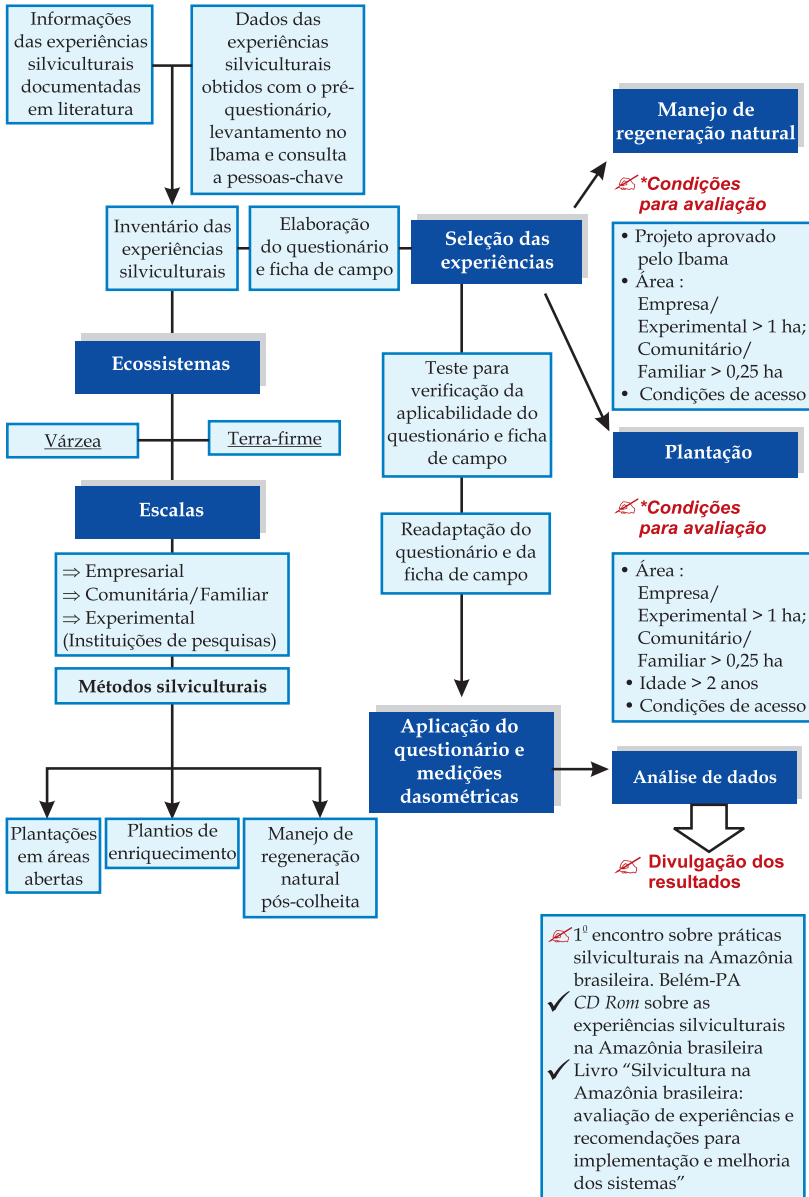 Informações
das experiências
silviculturais
documentadas
em literatura
Dados das
experiências
silviculturais
obtidos com o pré-
questionário,
levantamento no
Ibama e consulta
a pessoas-chave
Inventário das
experiências
silviculturais
Elaboração
do questionário
e ficha de campo
Seleção das
experiências
Manejo de
regeneração natural
*Condições
para avaliação
• Projeto aprovado
pelo Ibama
• Área :
Empresa/
Experimental > 1 ha;
Comunitário/
Familiar > 0,25 ha
• Condições de acesso
Ecossistemas
Várzea
Terra-firme
Escalas
⇒ Empresarial
⇒ Comunitária/Familiar
⇒ Experimental
(Instituições de pesquisas)
Métodos silviculturais
Plantações
em áreas
abertas
Plantios de
enriquecimento
Manejo de
regeneração
natural
pós-colheita
Teste para
verificação da
aplicabilidade do
questionário e ficha
de campo
Readaptação do
questionário e da
ficha de campo
Plantação
*Condições
para avaliação
• Área :
Empresa/
Experimental > 1 ha;
Comunitário/
Familiar > 0,25 ha
• Idade > 2 anos
• Condições de acesso
Aplicação do
questionário e
medições
dasométricas
Análise de dados
Divulgação dos
resultados
1º encontro sobre práticas
silviculturais na Amazônia
brasileira. Belém-PA
✓ CD Rom sobre as
experiências silviculturais
na Amazônia brasileira
✓ Livro “Silvicultura na
Amazônia brasileira:
avaliação de experiências e
recomendações para
implementação e melhoria
dos sistemas”